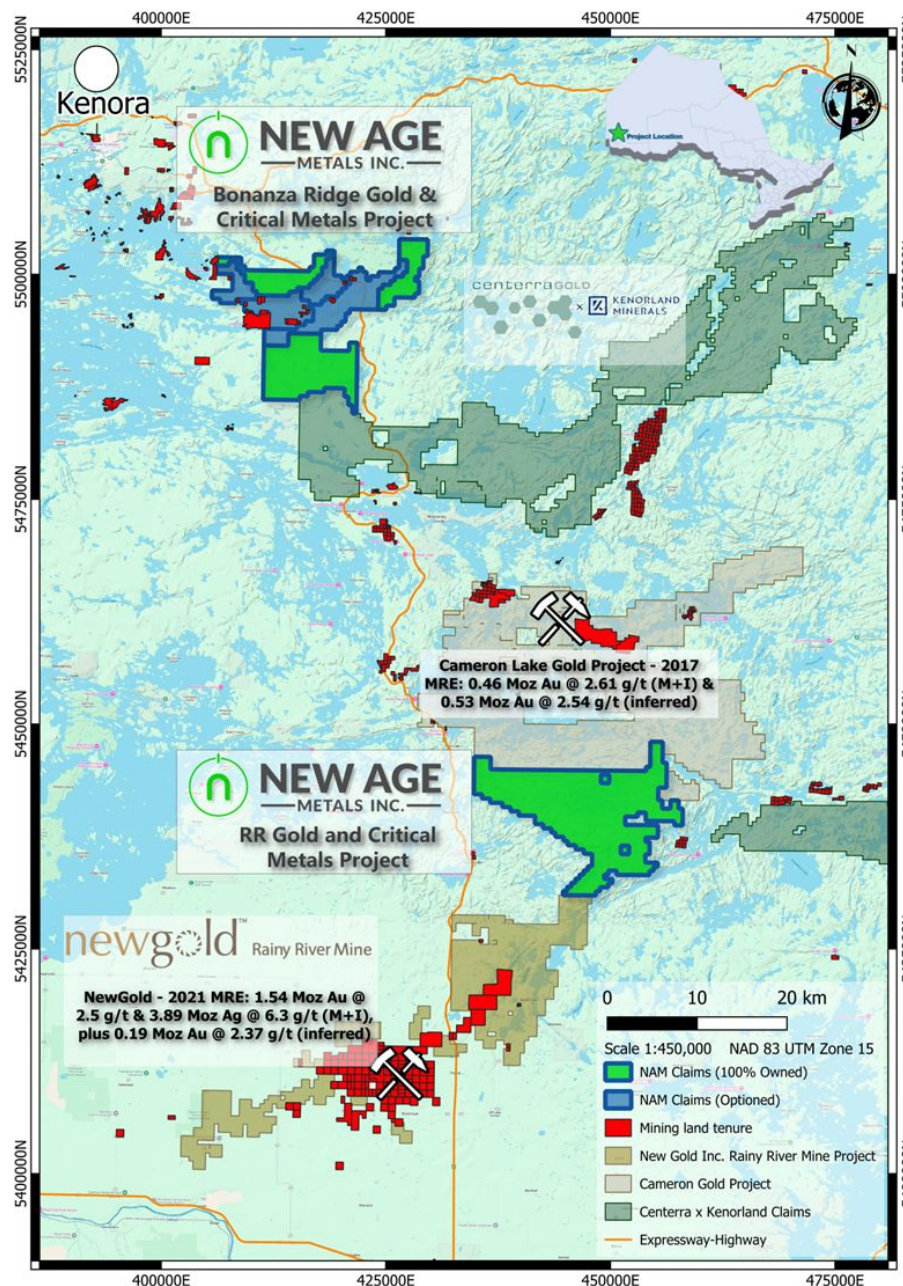 400000E 425000E 450000E 475000E
5525000N
Kenora
NEW AGE
METALS INC.
Bonanza Ridge Gold &
Critical Metals Project
N
Project Location
5500000N
centerraGOLD
× KENORLAND
MINERALS
5475000N
Cameron Lake Gold Project - 2017
MRE: 0.46 Moz Au @ 2.61 g/t (M+I) &
0.53 Moz Au @ 2.54 g/t (inferred)
5450000N
NEW AGE
METALS INC.
RR Gold and Critical
Metals Project
5425000N
newgold™ Rainy River Mine
NewGold - 2021 MRE: 1.54 Moz Au @
2.5 g/t & 3.89 Moz Ag @ 6.3 g/t (M+I),
plus 0.19 Moz Au @ 2.37 g/t (inferred)
0 10 20 km
Scale 1:450,000 NAD 83 UTM Zone 15
NAM Claims (100% Owned)
NAM Claims (Optioned)
Mining land tenure
New Gold Inc. Rainy River Mine Project
Cameron Gold Project
Centerra x Kenorland Claims
Expressway-Highway
5400000N
400000E 425000E 450000E 475000E